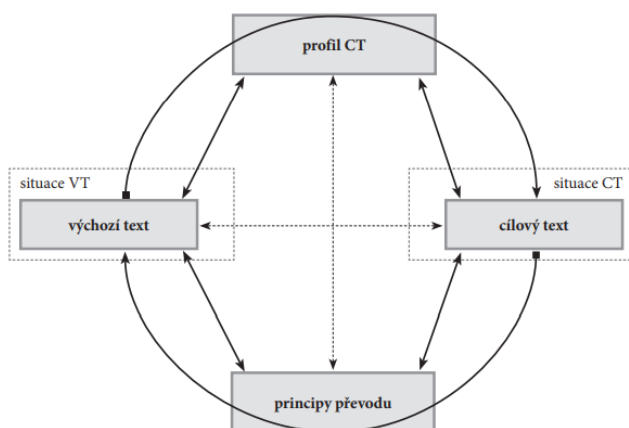 profil CT
situace VT
situace CT
výchozí text
cílový text
principy převodu